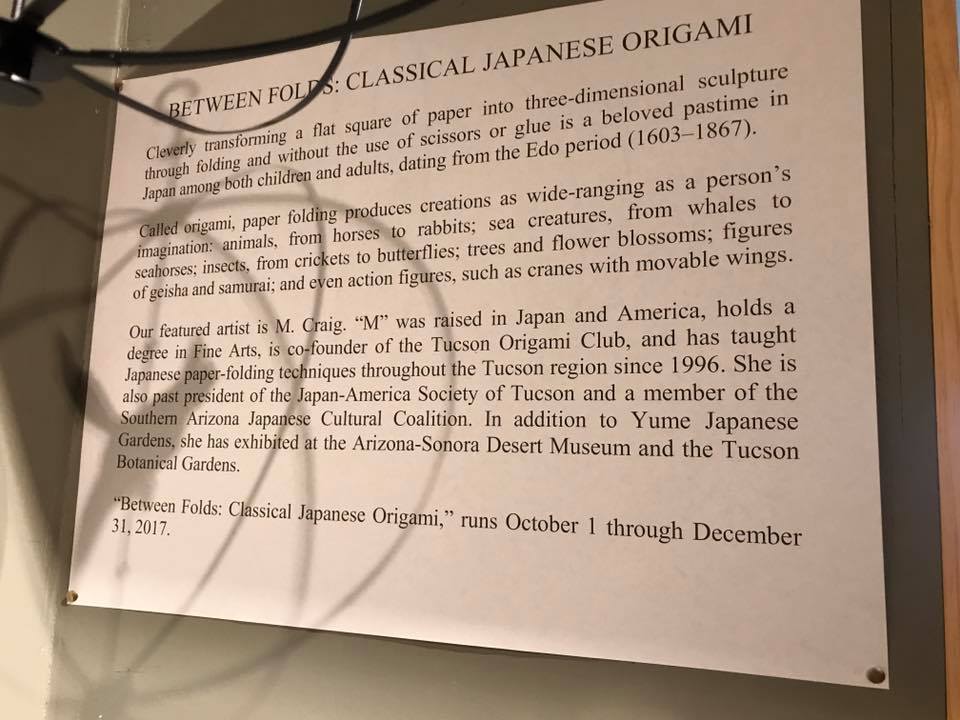 BETWEEN FOLDS: CLASSICAL JAPANESE ORIGAMI
Cleverly transforming a flat square of paper into three-dimensional sculpture
through folding and without the use of scissors or glue is a beloved pastime in
Japan among both children and adults, dating from the Edo period (1603–1867).
Called origami, paper folding produces creations as wide-ranging as a person's
imagination: animals, from horses to rabbits; sea creatures, from whales to
seahorses; insects, from crickets to butterflies; trees and flower blossoms; figures
of geisha and samurai; and even action figures, such as cranes with movable wings.
Our featured artist is M. Craig. “M” was raised in Japan and America, holds a
degree in Fine Arts, is co-founder of the Tucson Origami Club, and has taught
Japanese paper-folding techniques throughout the Tucson region since 1996. She is
also past president of the Japan-America Society of Tucson and a member of the
Southern Arizona Japanese Cultural Coalition. In addition to Yume Japanese
Gardens, she has exhibited at the Arizona-Sonora Desert Museum and the Tucson
Botanical Gardens.
“Between Folds: Classical Japanese Origami,” runs October 1 through December
31, 2017.